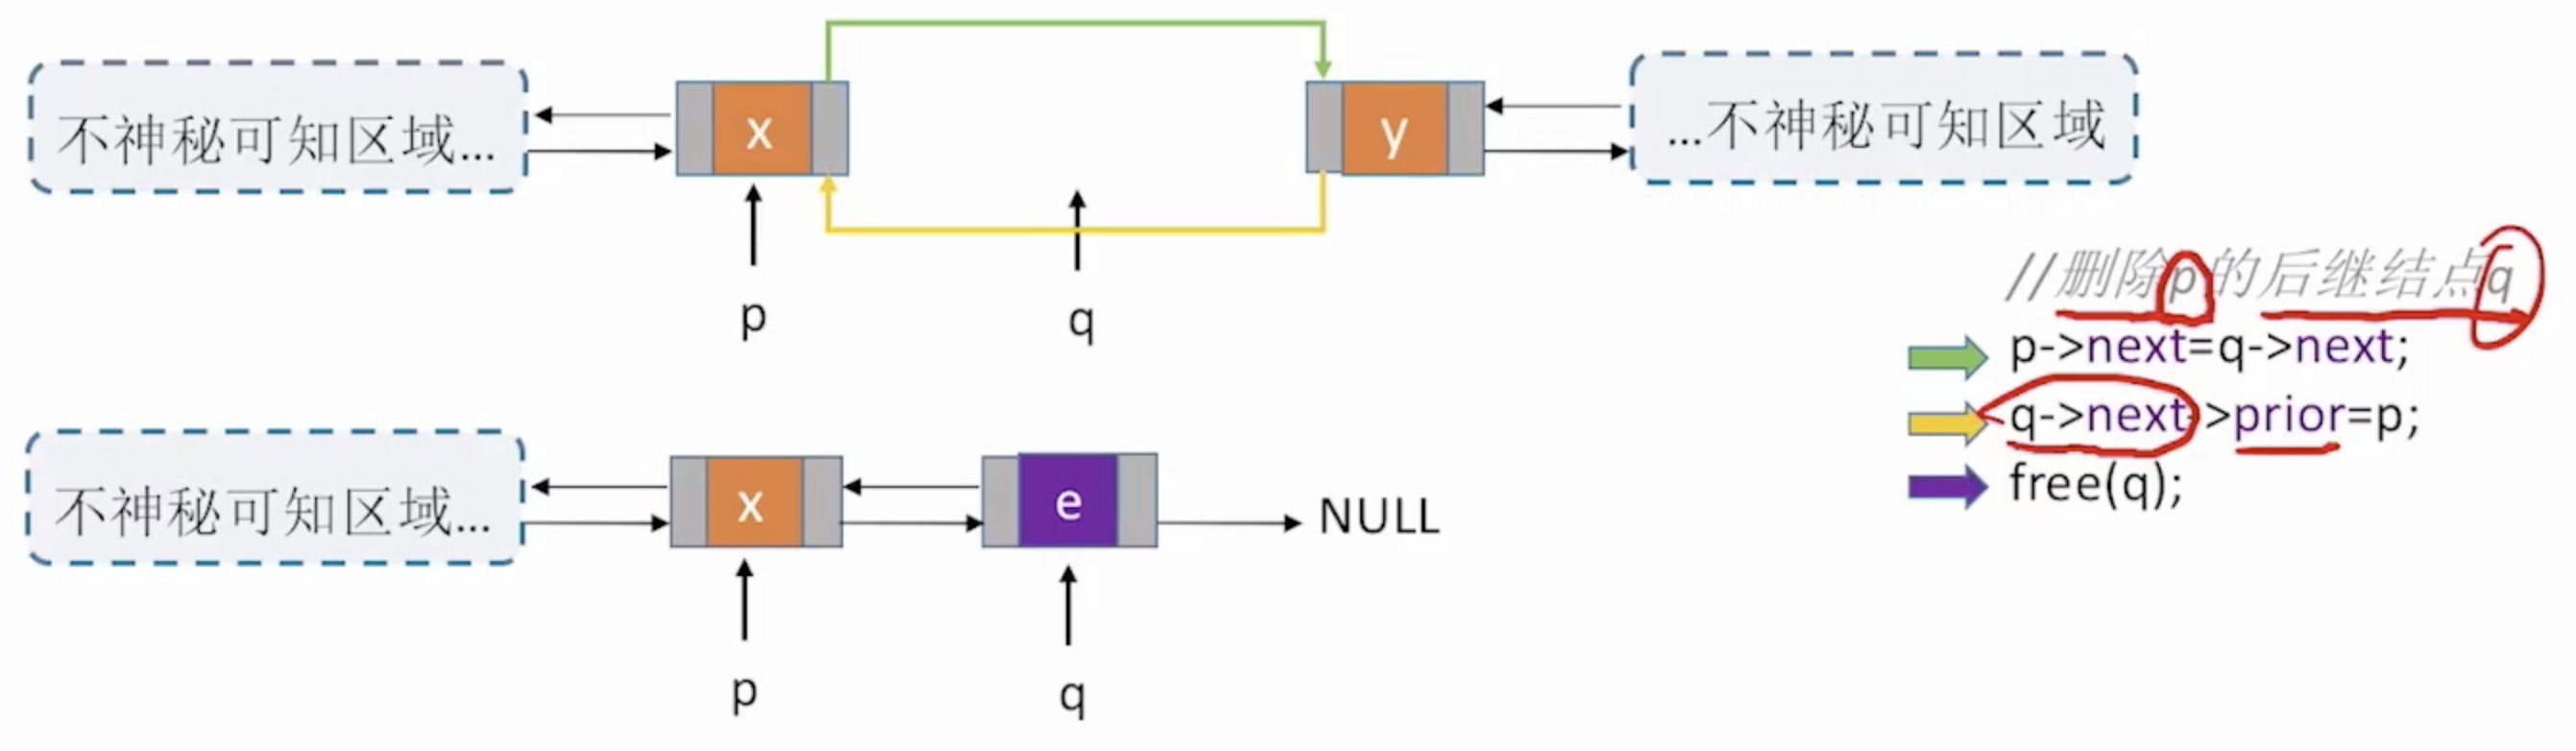 不神秘可知区域...
x
y
...不神秘可知区域
p
q
//删除p的后继结点q
p->next=q->next;
q->next->prior=p;
free(q);
不神秘可知区域...
x
e
NULL
p
q